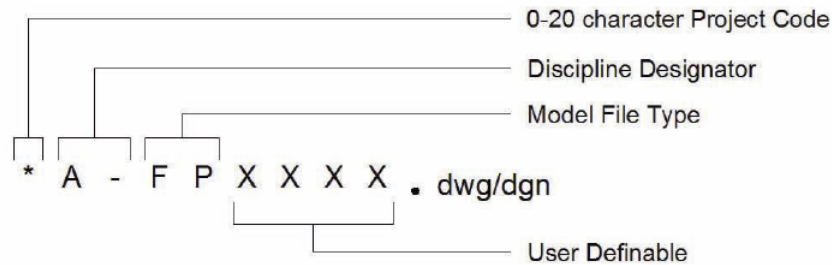 0-20 character Project Code
Discipline Designator
Model File Type
* A - F P X X X X . dwg/dgn
User Definable